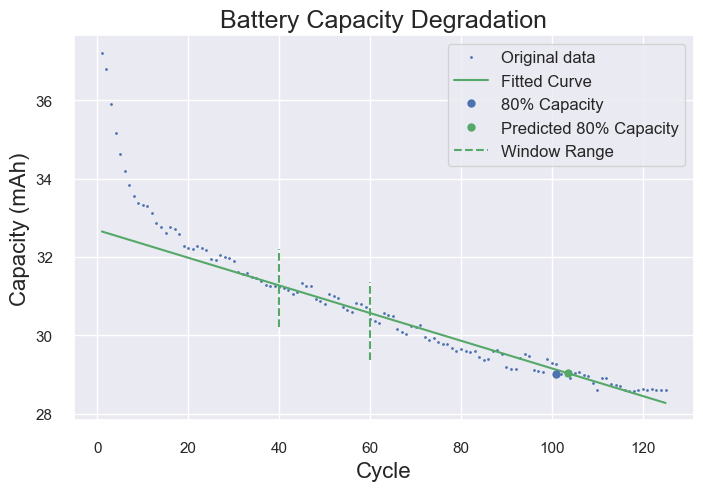 Battery Capacity Degradation
Original data
Fitted Curve
80% Capacity
Predicted 80% Capacity
Window Range
Capacity (mAh)
36
34
32
30
28
0 20 40 60 80 100 120
Cycle